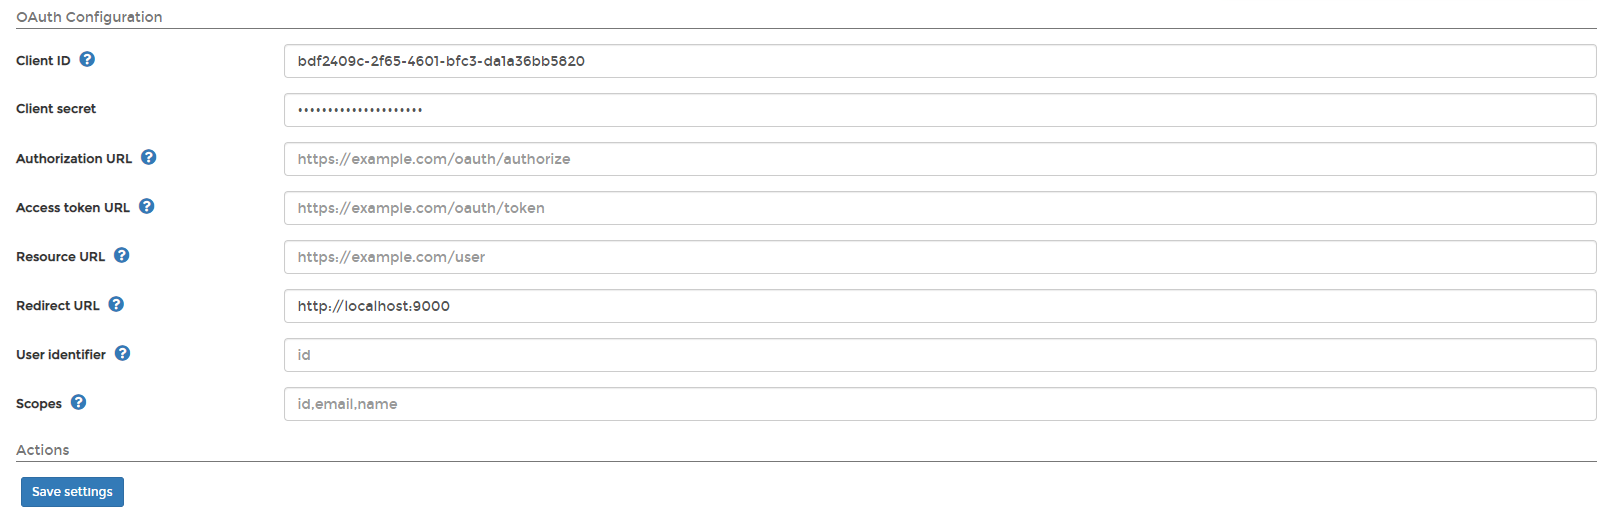 OAuth Configuration
Client ID ?
bdf2409c-2f65-4601-bfc3-da1a36bb5820
Client secret
•••••••••••••••••••••
Authorization URL ?
https://example.com/oauth/authorize
Access token URL ?
https://example.com/oauth/token
Resource URL ?
https://example.com/user
Redirect URL ?
http://localhost:9000
User identifier ?
id
Scopes ?
id,email,name
Actions
Save settings